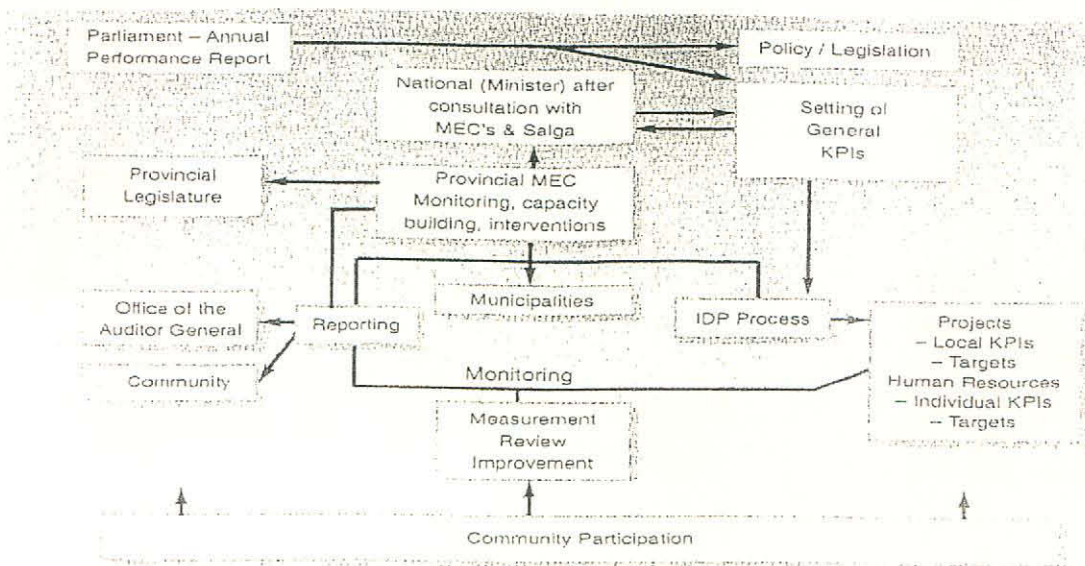 Parliament – Annual
Performance Report
Policy / Legislation
National (Minister) after
consultation with
MEC's & Salga
Setting of
General
KPIs
Provincial
Legislature
Provincial MEC
Monitoring, capacity
building, interventions
Office of the
Auditor General
Reporting
Municipalities
IDP Process
Projects
– Local KPIs
– Targets
Human Resources
– Individual KPIs
– Targets
Community
Monitoring
Measurement
Review
Improvement
Community Participation